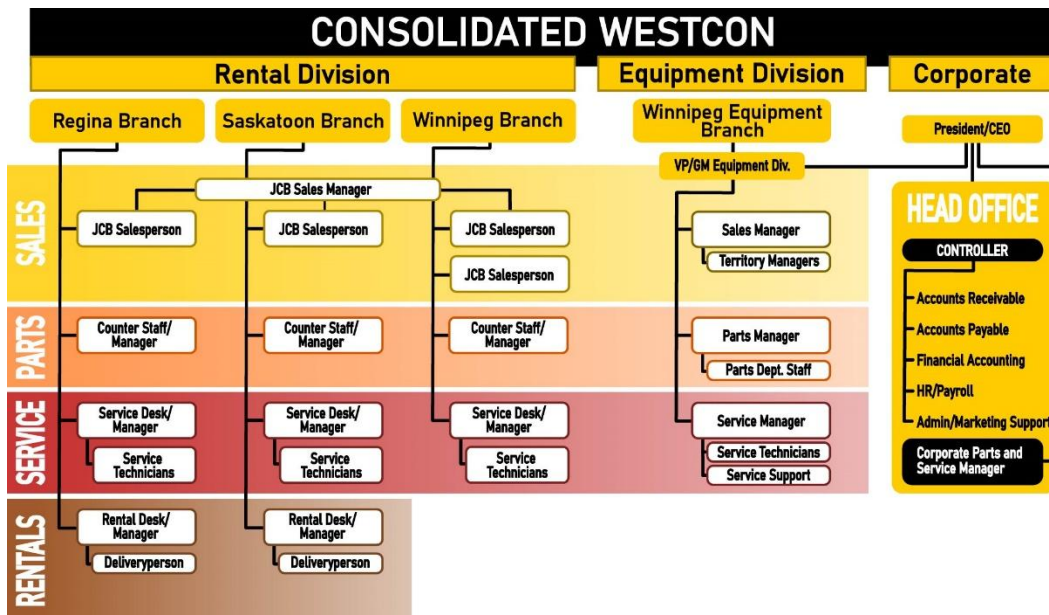 CONSOLIDATED WESTCON
Rental Division
Equipment Division
Corporate
Regina Branch
Saskatoon Branch
Winnipeg Branch
Winnipeg Equipment
Branch
President/CEO
VP/GM Equipment Div.
SALES
JCB Sales Manager
JCB Salesperson
JCB Salesperson
JCB Salesperson
JCB Salesperson
Sales Manager
Territory Managers
PARTS
Counter Staff/
Manager
Counter Staff/
Manager
Counter Staff/
Manager
Parts Manager
Parts Dept. Staff
SERVICE
Service Desk/
Manager
Service
Technicians
Service Desk/
Manager
Service
Technicians
Service Desk/
Manager
Service
Technicians
Service Manager
Service Technicians
Service Support
RENTALS
Rental Desk/
Manager
Deliveryperson
Rental Desk/
Manager
Deliveryperson
HEAD OFFICE
CONTROLLER
Accounts Receivable
Accounts Payable
Financial Accounting
HR/Payroll
Admin/Marketing Support
Corporate Parts and
Service Manager